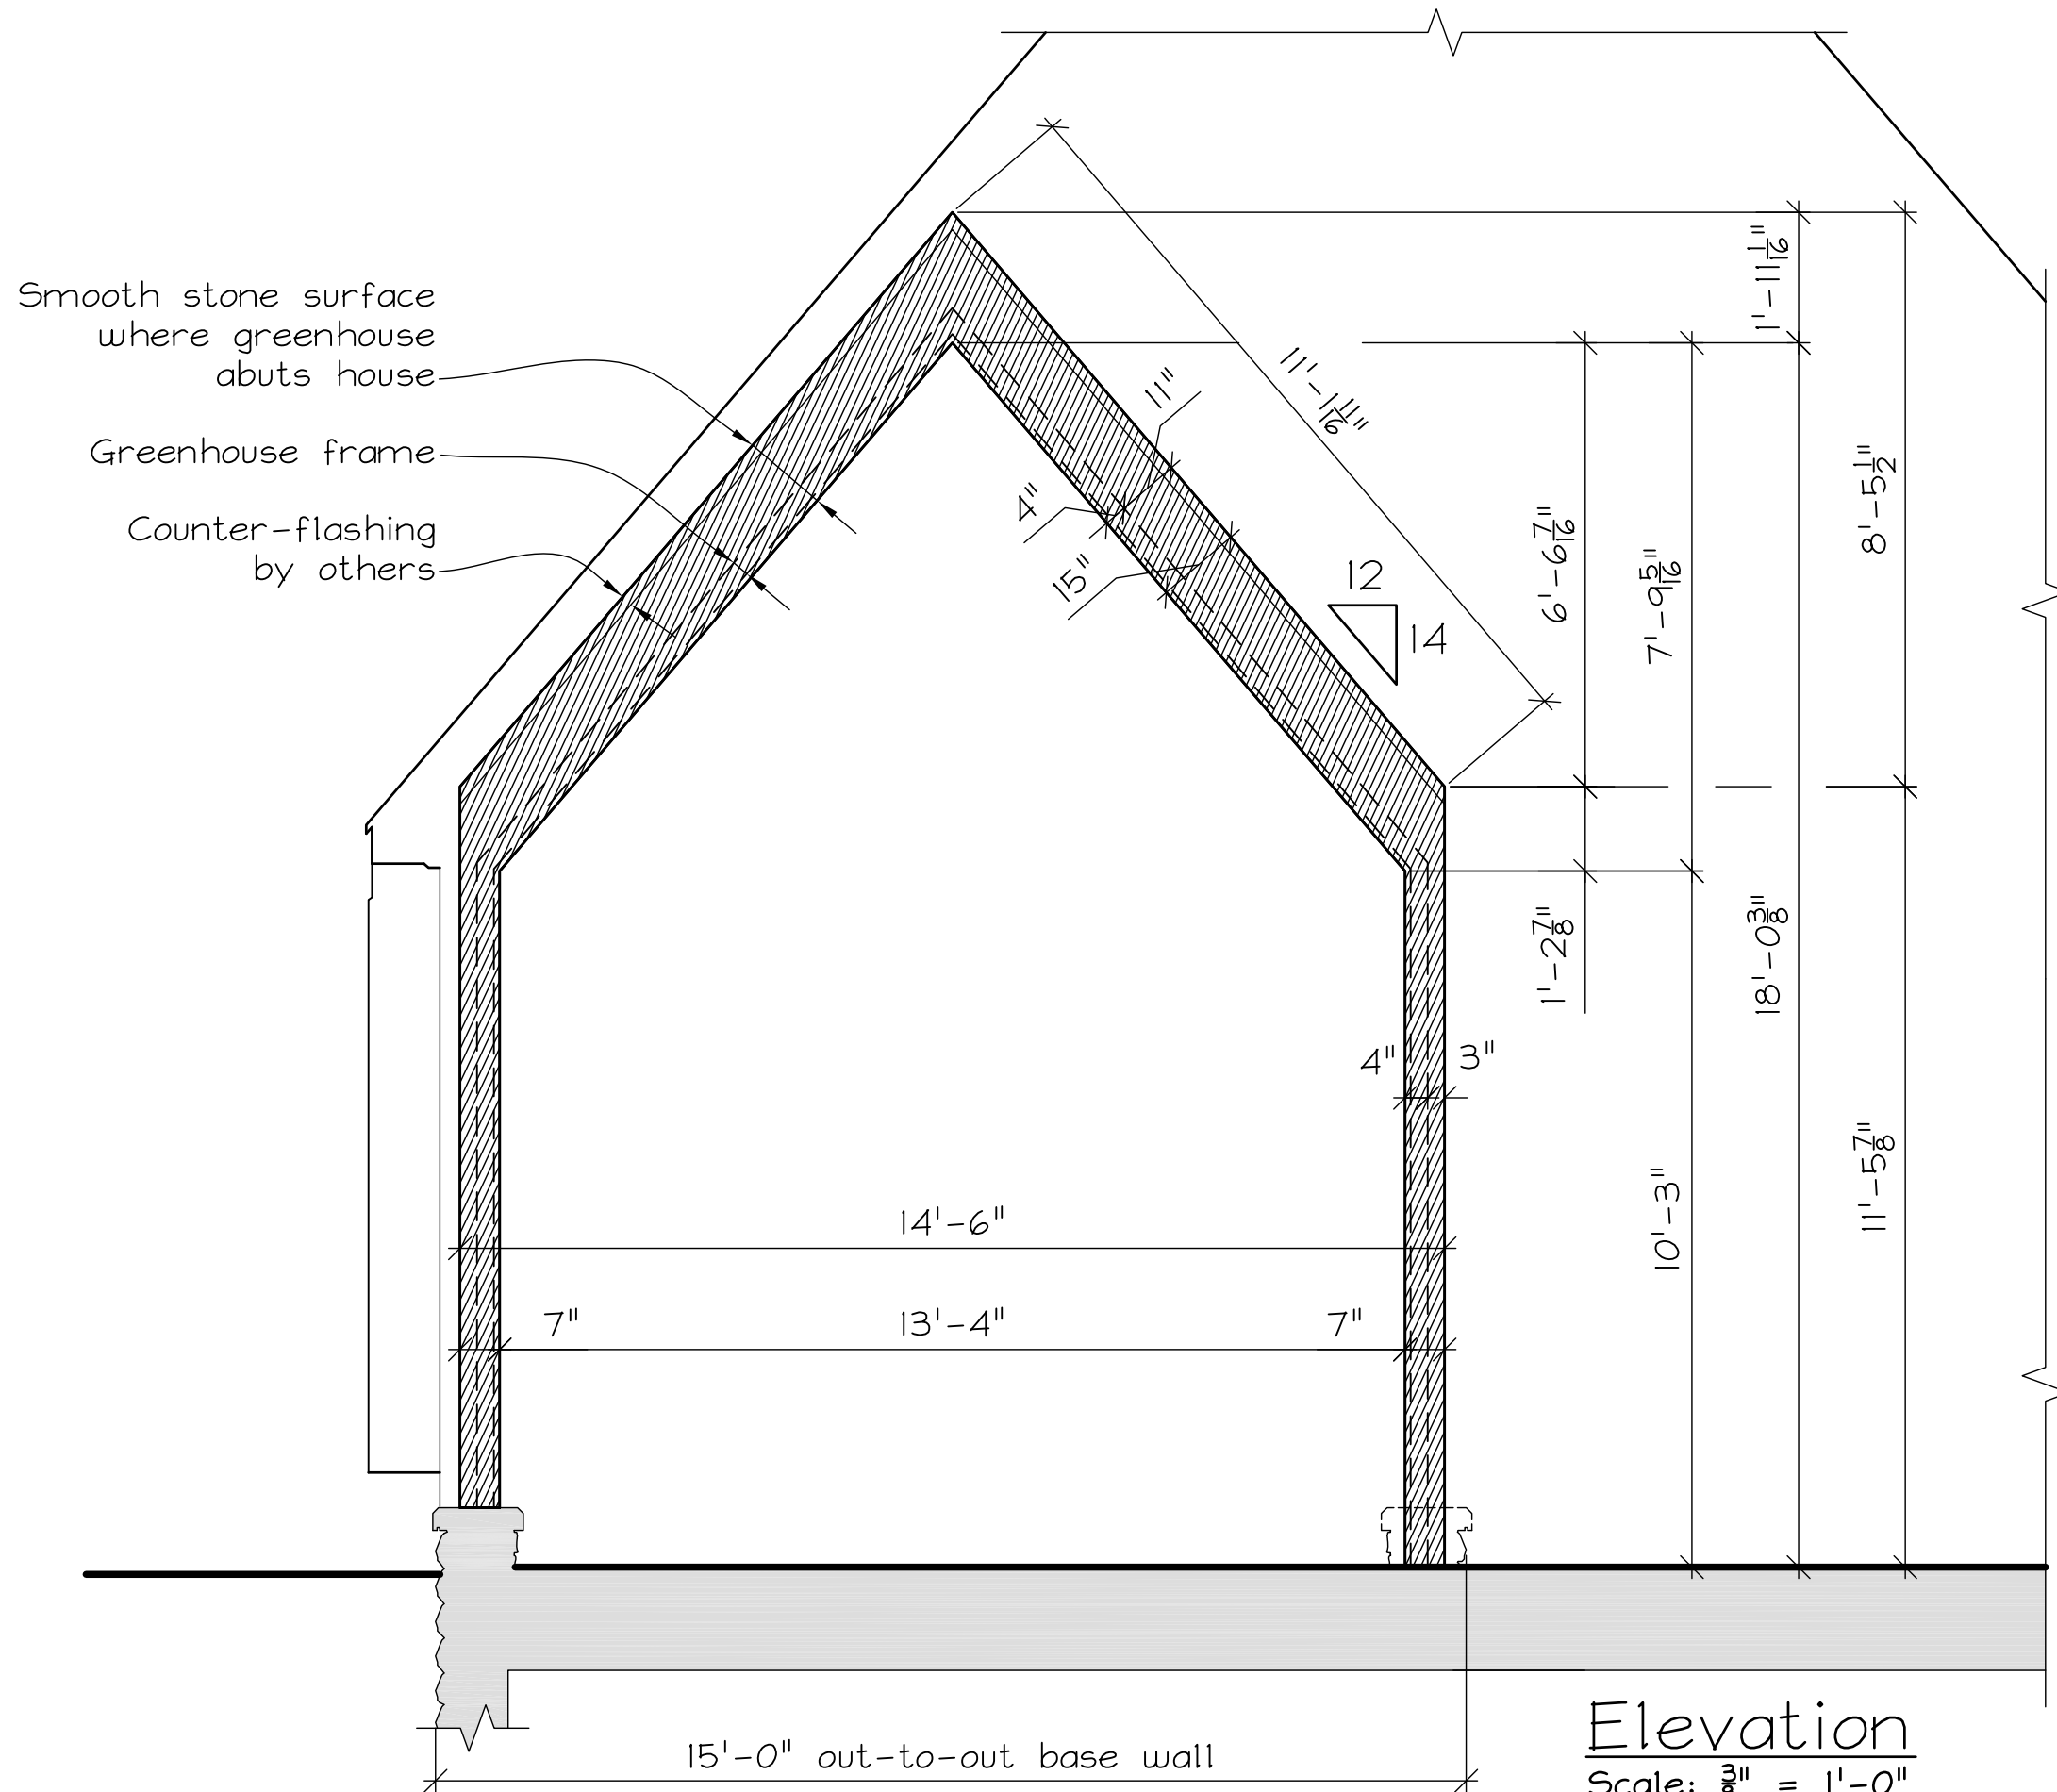 Smooth stone surface
where greenhouse
abuts house
Greenhouse frame
Counter-flashing
by others
11'-1 11/16"
11"
4"
15"
12
14
1'-11 1/16"
6'-6 7/16"
7'-9 5/16"
8'-5 1/2"
1'-2 7/8"
18'-0 3/8"
4"
3"
10'-3"
11'-5 7/8"
14'-6"
7"
13'-4"
7"
15'-0" out-to-out base wall
Elevation
Scale: 3/8" = 1'-0"